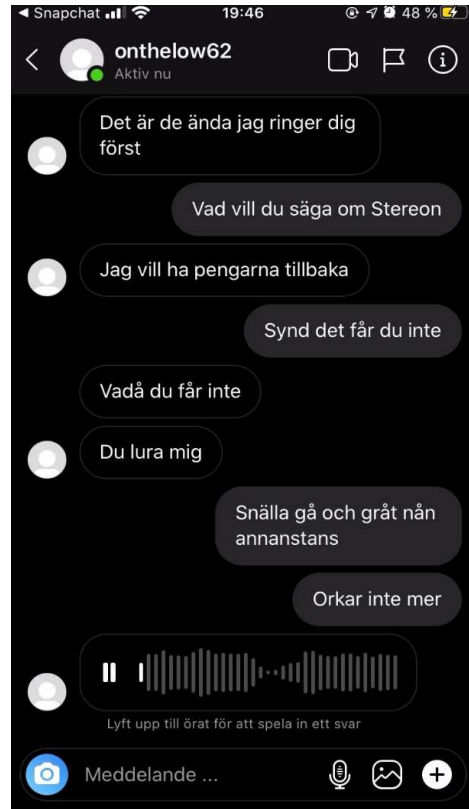 ◀ Snapchat 19:46 48 %
onthelow62
Aktiv nu
Det är de ända jag ringer dig
först
Vad vill du säga om Stereon
Jag vill ha pengarna tillbaka
Synd det får du inte
Vadå du får inte
Du lura mig
Snälla gå och gråt nån
annanstans
Orkar inte mer
Lyft upp till örat för att spela in ett svar
Meddelande ...